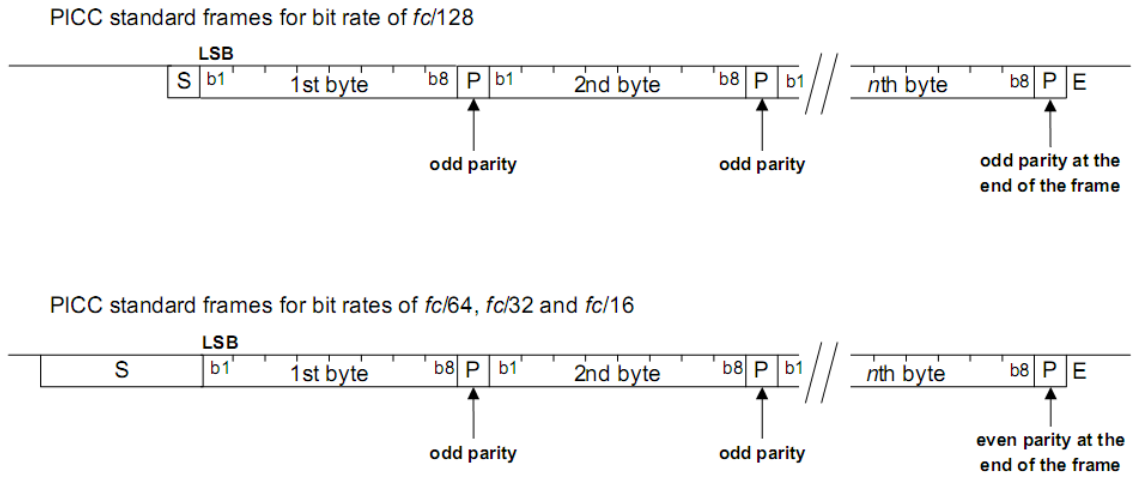 PICC standard frames for bit rate of fc/128
LSB
S b1 1st byte b8 P b1 2nd byte b8 P b1 nth byte b8 P E
odd parity odd parity odd parity at the
end of the frame
PICC standard frames for bit rates of fc/64, fc/32 and fc/16
LSB
S b1 1st byte b8 P b1 2nd byte b8 P b1 nth byte b8 P E
odd parity odd parity even parity at the
end of the frame